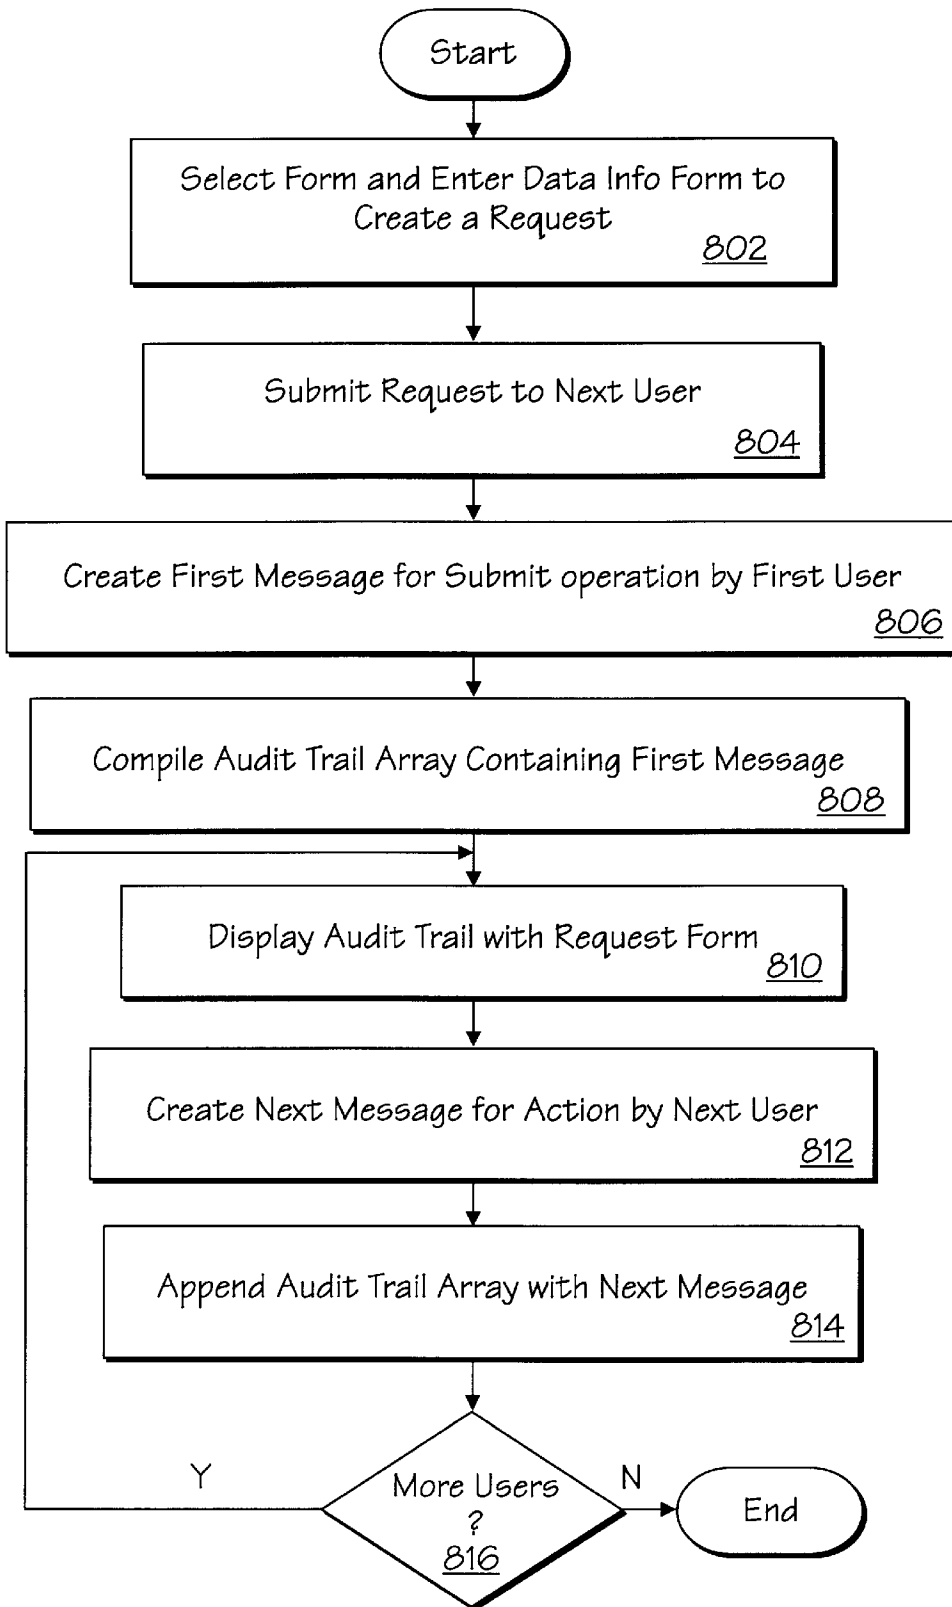 Start
Select Form and Enter Data Info Form to
Create a Request
802
Submit Request to Next User
804
Create First Message for Submit operation by First User
806
Compile Audit Trail Array Containing First Message
808
Display Audit Trail with Request Form
810
Create Next Message for Action by Next User
812
Append Audit Trail Array with Next Message
814
Y
More Users
?
816
N
End